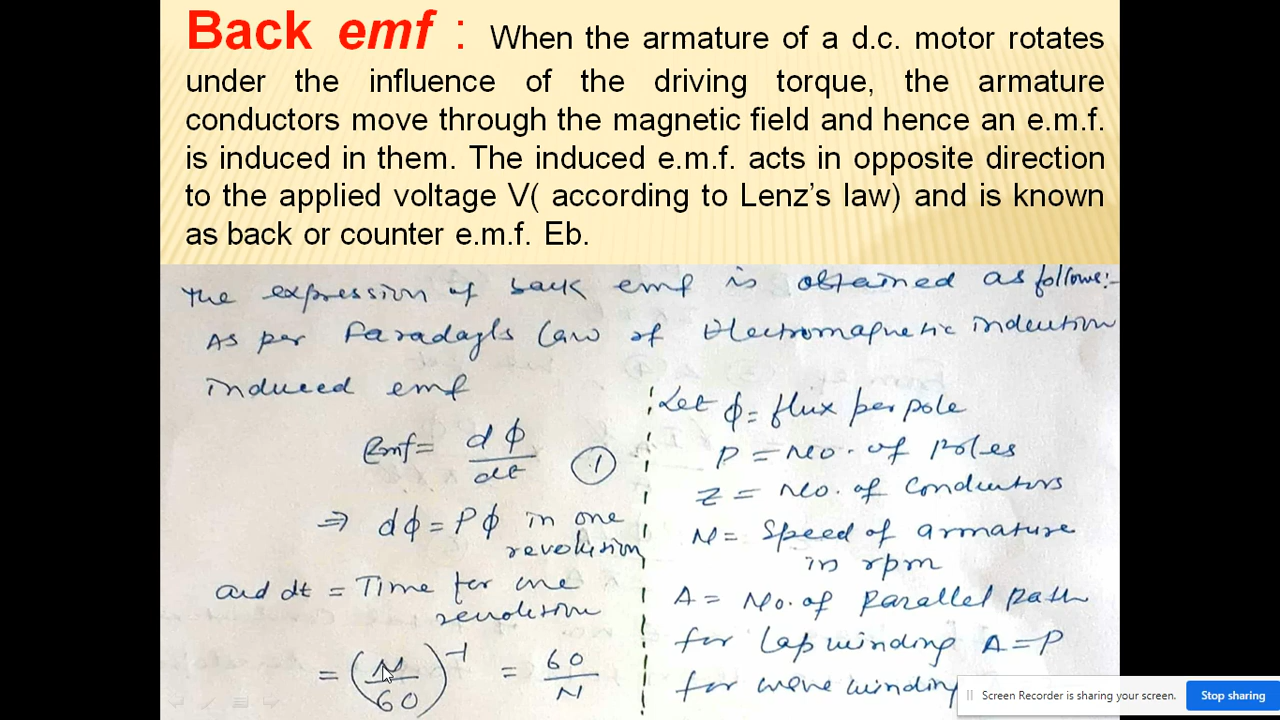 Back emf : When the armature of a d.c. motor rotates
under the influence of the driving torque, the armature
conductors move through the magnetic field and hence an e.m.f.
is induced in them. The induced e.m.f. acts in opposite direction
to the applied voltage V( according to Lenz’s law) and is known
as back or counter e.m.f. Eb.
The expression of back emf is obtained as follows:-
As per Faradays Law of Electromagnetic induction
induced emf
Emf = dϕ/dt ①
⇒ dϕ = Pϕ in one
revolution
and dt = Time for one
revolution
= (N/60)⁻¹ = 60/N
Let ϕ = flux per pole
P = No. of Poles
Z = No. of Conductors
N = Speed of armature
in rpm
A = No. of Parallel path
for Lap winding A = P
for wave winding
Screen Recorder is sharing your screen.
Stop sharing